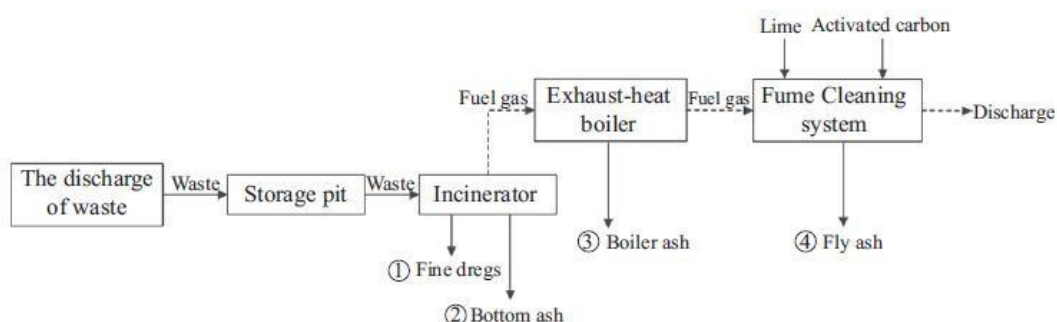 Lime Activated carbon
Fuel gas
Exhaust-heat
boiler
Fuel gas
Fume Cleaning
system
Discharge
The discharge
of waste
Waste
Storage pit
Waste
Incinerator
① Fine dregs
② Bottom ash
③ Boiler ash
④ Fly ash